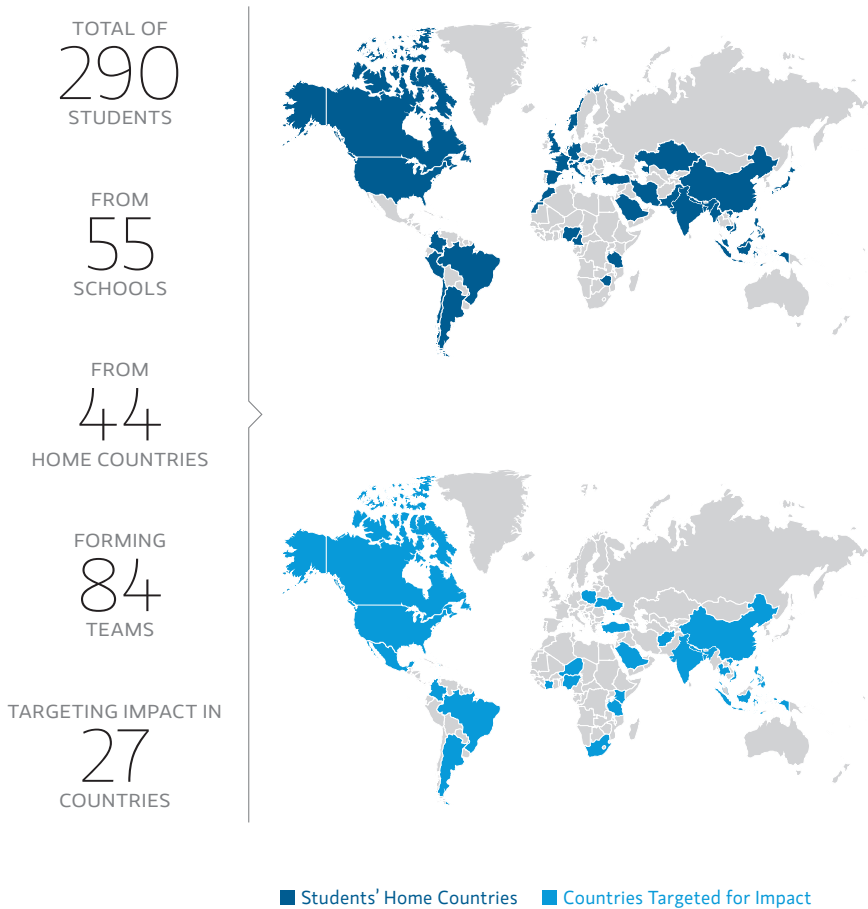 TOTAL OF
290
STUDENTS
FROM
55
SCHOOLS
FROM
44
HOME COUNTRIES
FORMING
84
TEAMS
TARGETING IMPACT IN
27
COUNTRIES
Students' Home Countries
Countries Targeted for Impact